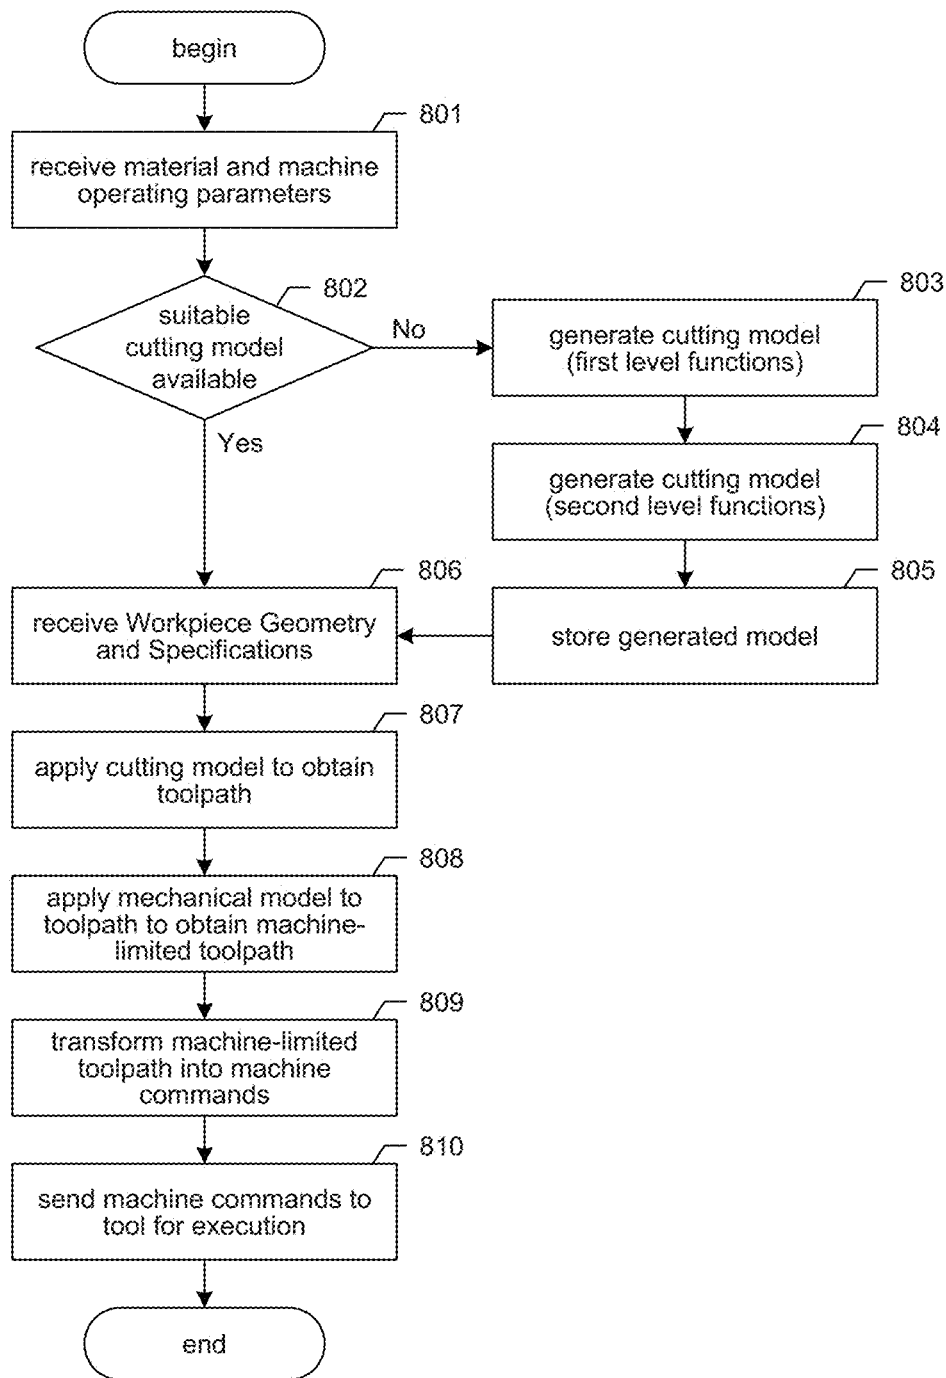 begin
801
receive material and machine
operating parameters
802
suitable
cutting model
available
No
Yes
803
generate cutting model
(first level functions)
804
generate cutting model
(second level functions)
805
store generated model
806
receive Workpiece Geometry
and Specifications
807
apply cutting model to obtain
toolpath
808
apply mechanical model to
toolpath to obtain machine-
limited toolpath
809
transform machine-limited
toolpath into machine
commands
810
send machine commands to
tool for execution
end